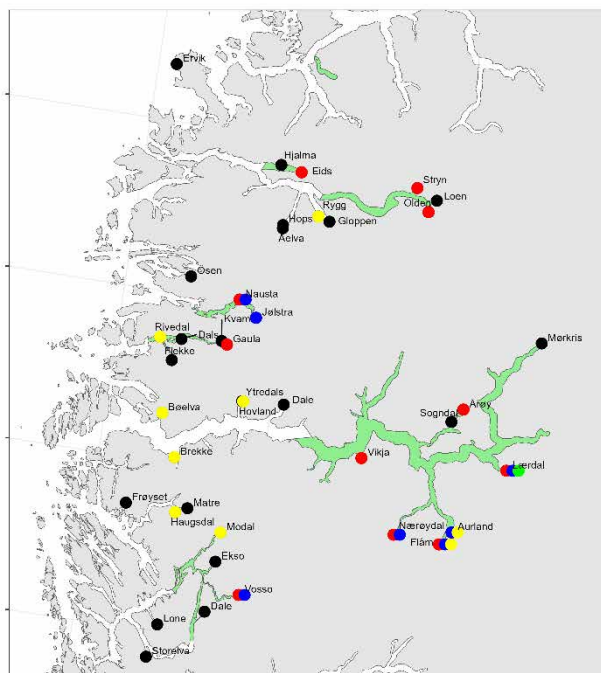 Ervik
Hjalma
Eids
Stryn
Loen
Olden
Rygg
Hops
Gloppen
Aelva
Osen
Nausta
Jølstra
Kvam
Rivedal
Dals
Gaula
Flekke
Mørkris
Ytredals
Dale
Bøelva
Hovland
Årøy
Sogndal
Brekke
Vikja
Lærdal
Frøyset
Matre
Haugsdal
Modal
Nærøydal
Aurland
Flåm
Ekso
Vosso
Dale
Lone
Storelva